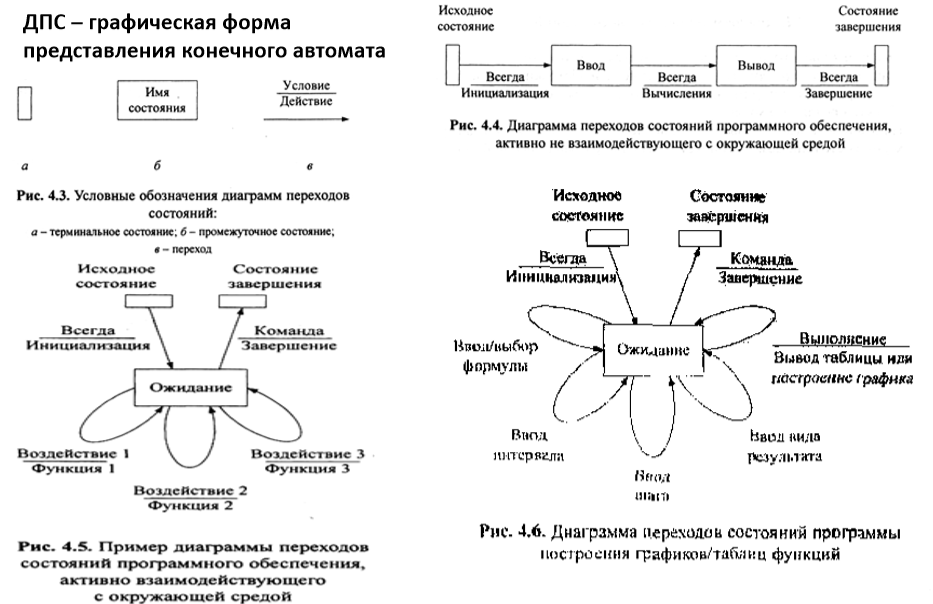 ДПС – графическая форма
представления конечного автомата
Имя
состояния
Условие
Действие
а
б
в
Рис. 4.3. Условные обозначения диаграмм переходов
состояний:
а – терминальное состояние; б – промежуточное состояние;
в – переход
Исходное
состояние
Состояние
завершения
Всегда
Инициализация
Команда
Завершение
Ожидание
Воздействие 1
Функция 1
Воздействие 2
Функция 2
Воздействие 3
Функция 3
Рис. 4.5. Пример диаграммы переходов
состояний программного обеспечения,
активно взаимодействующего
с окружающей средой
Исходное
состояние
Состояние
завершения
Ввод
Вывод
Всегда
Инициализация
Всегда
Вычисления
Всегда
Завершение
Рис. 4.4. Диаграмма переходов состояний программного обеспечения,
активно не взаимодействующего с окружающей средой
Исходное
состояние
Состояние
завершения
Всегда
Инициализация
Команда
Завершение
Ожидание
Ввод/выбор
формулы
Выполнение
Вывод таблицы или
построение графика
Ввод
интервала
Ввод
шага
Ввод вида
результата
Рис. 4.6. Диаграмма переходов состояний программы
построения графиков/таблиц функций